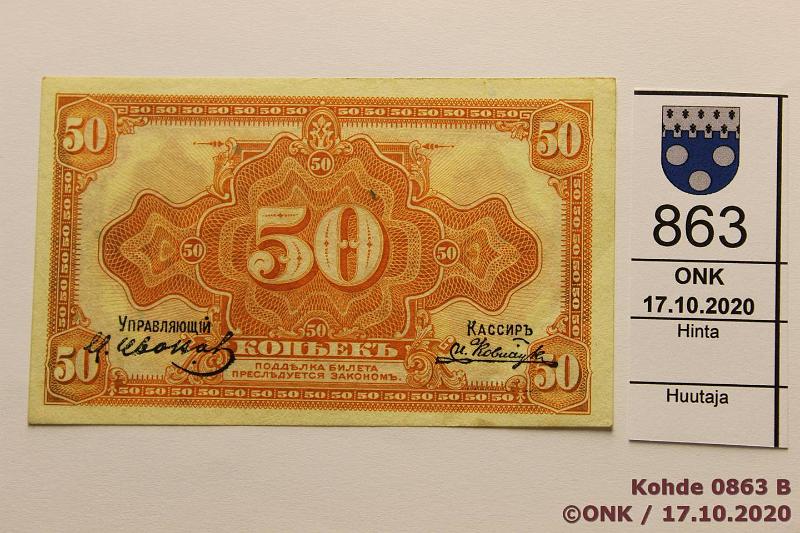 50 50
50
50 50 50
50
УПРАВЛЯЮЩІЙ КАССИРЪ
50 КОПѢЕКЪ 50
ПОДДѢЛКА БИЛЕТА
ПРЕСЛѢДУЕТСЯ ЗАКОНОМЪ.
863
ONK
17.10.2020
Hinta
Huutaja
Kohde 0863 B
©ONK / 17.10.2020